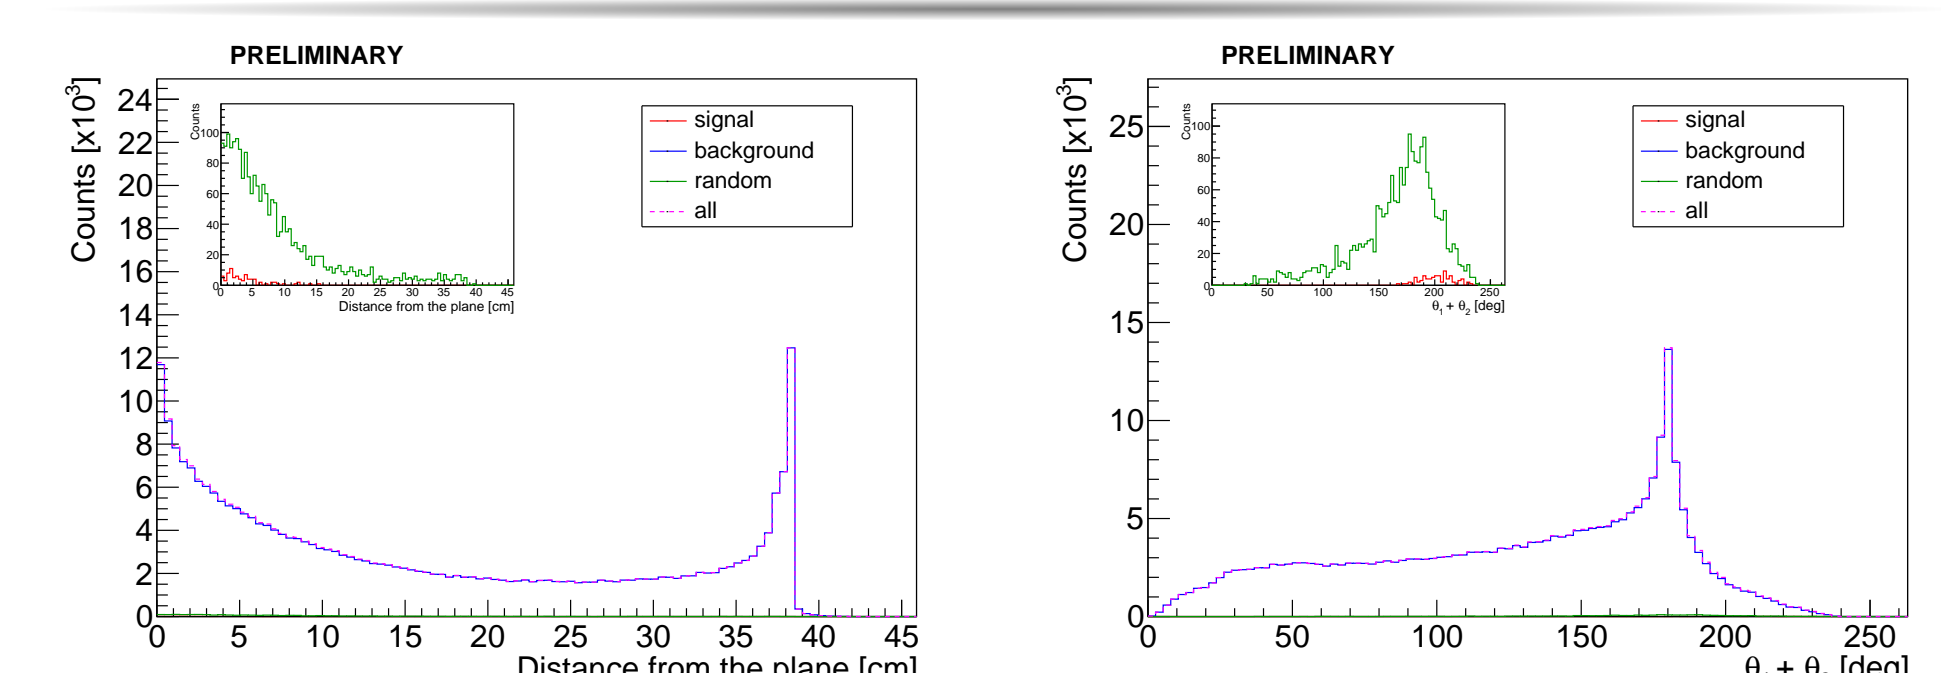 PRELIMINARY
Counts [x10³]
24
22
20
18
16
14
12
10
8
6
4
2
0
0 5 10 15 20 25 30 35 40 45
Distance from the plane [cm]
signal
background
random
all
Counts
100
80
60
40
20
0
0 5 10 15 20 25 30 35 40 45
Distance from the plane [cm]
PRELIMINARY
Counts [x10³]
25
20
15
10
5
0
0 50 100 150 200 250
θ₁ + θ₂ [deg]
signal
background
random
all
Counts
100
80
60
40
20
0
0 50 100 150 200 250
θ₁ + θ₂ [deg]